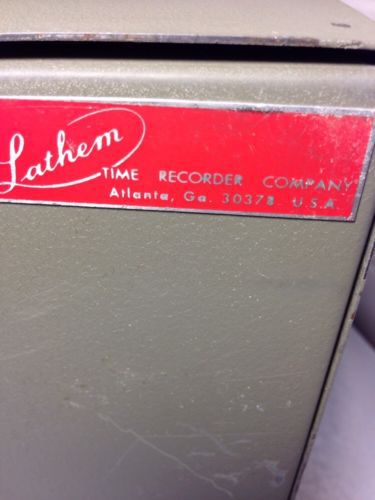 Lathem
TIME RECORDER COMPANY
Atlanta, Ga. 30378 U.S.A.